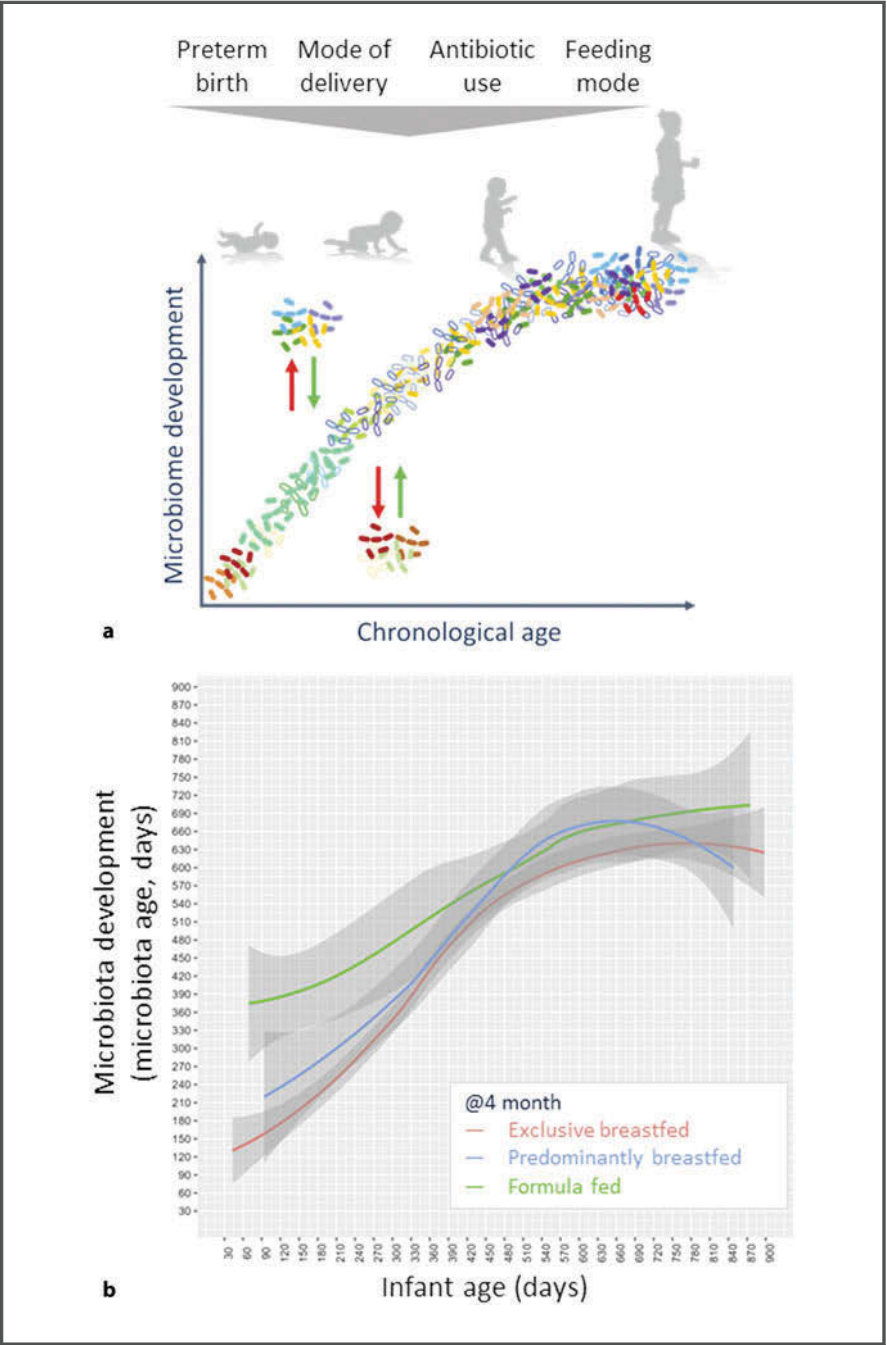 Preterm birth
Mode of delivery
Antibiotic use
Feeding mode
Microbiome development
Chronological age
a
900
870
840
810
780
750
720
690
660
630
600
570
540
510
480
450
420
390
360
330
300
270
240
210
180
150
120
90
60
30
Microbiota development
(microbiota age, days)
@4 month
Exclusive breastfed
Predominantly breastfed
Formula fed
30 60 90 120 150 180 210 240 270 300 330 360 390 420 450 480 510 540 570 600 630 660 690 720 750 780 810 840 870 900
Infant age (days)
b